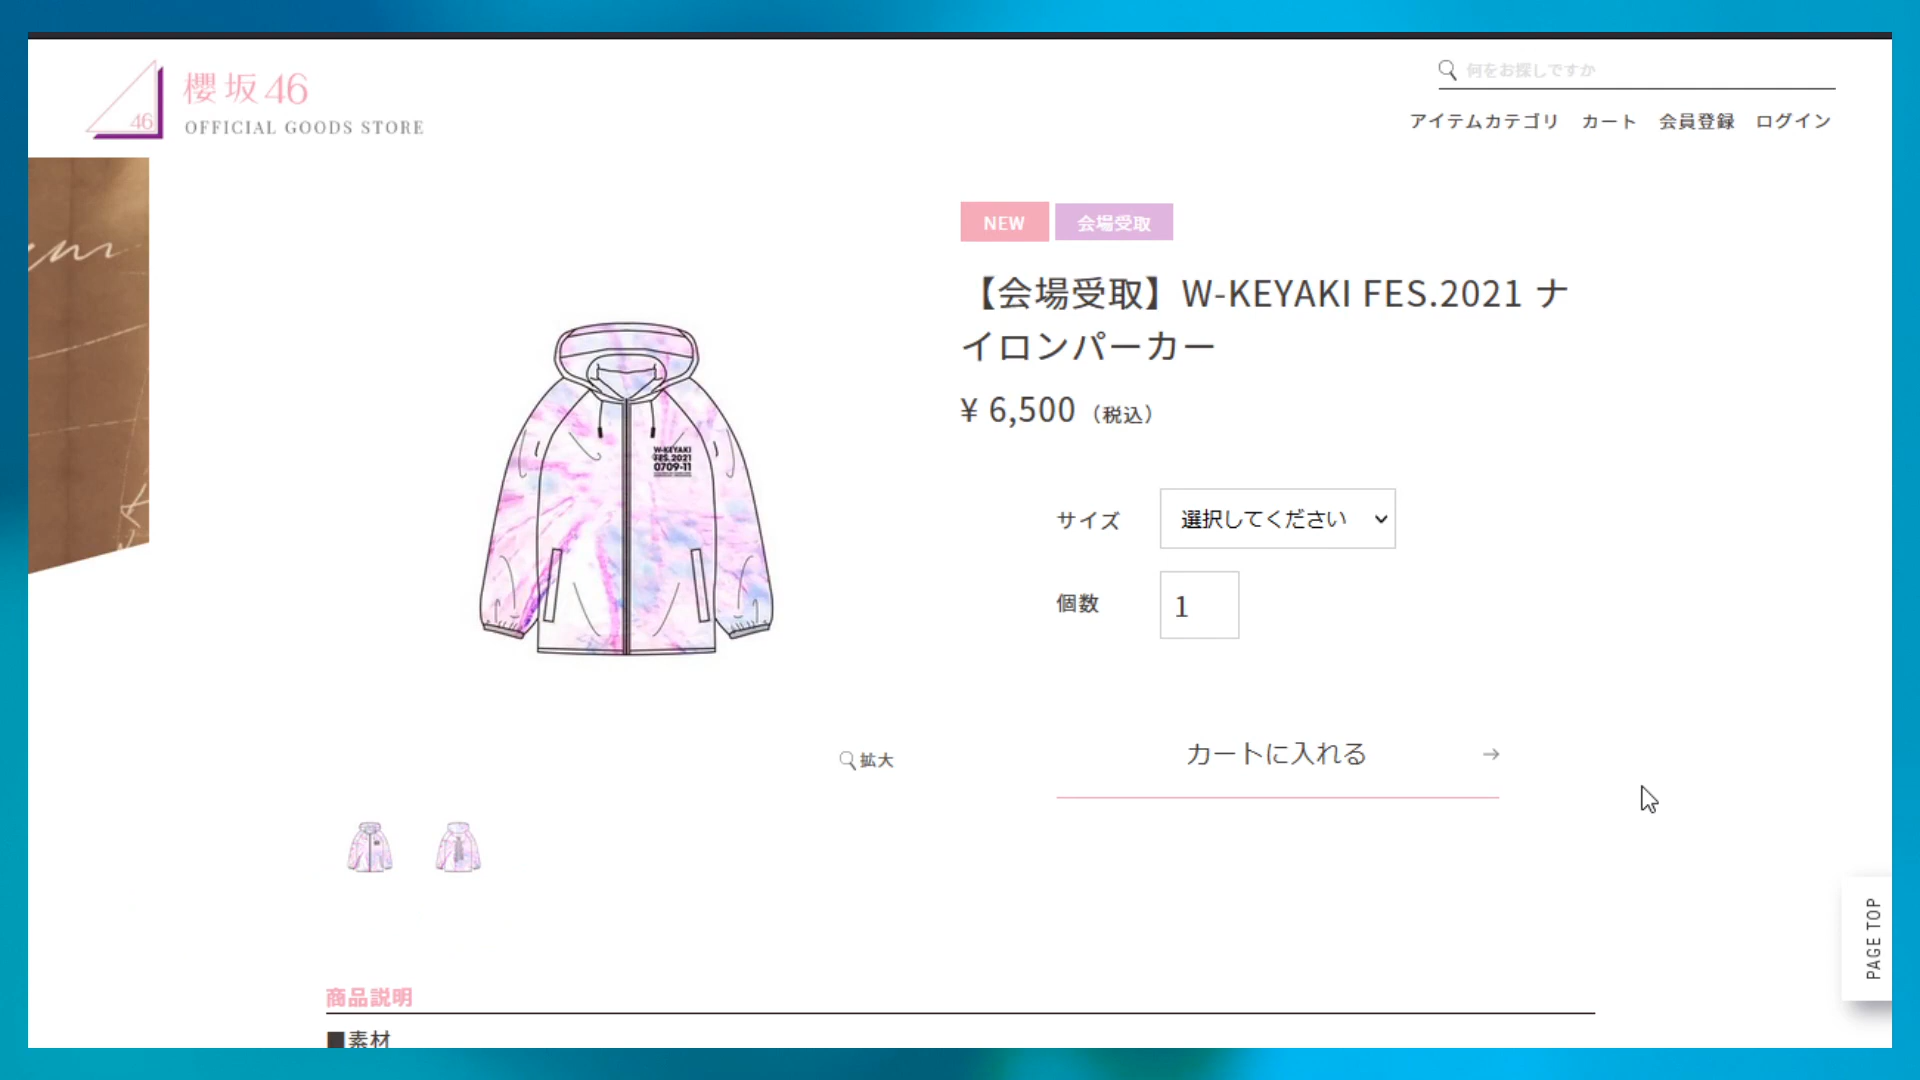 櫻坂46
46
OFFICIAL GOODS STORE
何をお探しですか
アイテムカテゴリ カート 会員登録 ログイン
NEW 会場受取
【会場受取】W-KEYAKI FES.2021 ナ
イロンパーカー
¥ 6,500（税込）
W-KEYAKI
FES.2021
0709-11
サイズ 選択してください
個数 1
カートに入れる →
拡大
PAGE TOP
商品説明
■素材